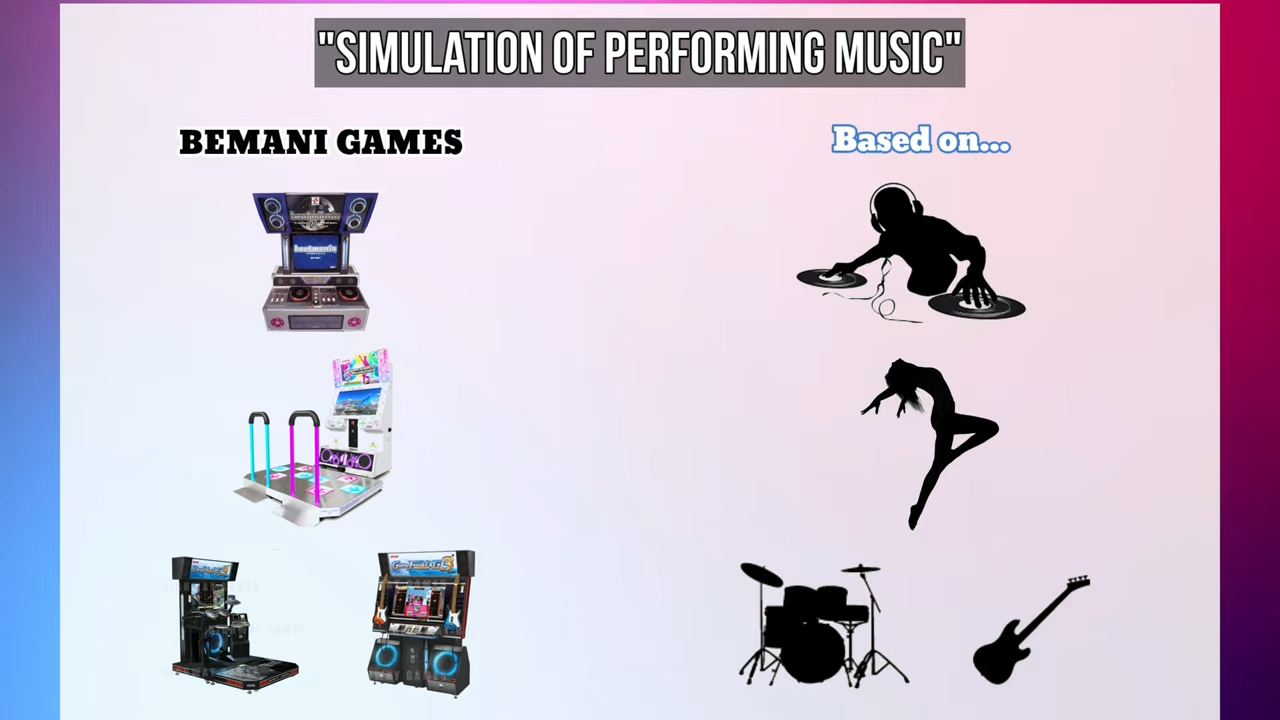 "SIMULATION OF PERFORMING MUSIC"
BEMANI GAMES
Based on...
beatmania